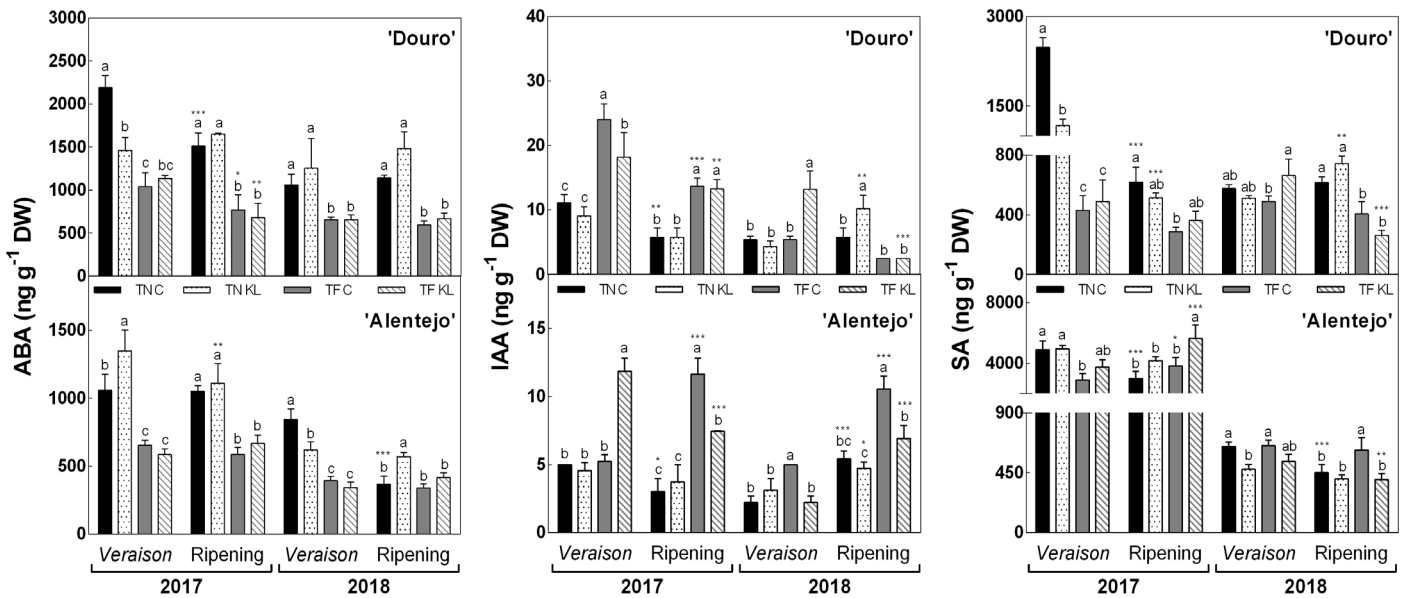 ABA (ng g-1 DW)
3000
2500
2000
1500
1000
500
0
'Douro'
a
b
c
bc
***
a
a
*
b
**
b
a
a
b
b
a
a
b
b
TN C
TN KL
TF C
TF KL
1500
1000
500
0
'Alentejo'
b
a
c
c
a
**
a
b
b
a
b
c
c
***
b
a
b
b
Veraison Ripening Veraison Ripening
2017 2018
IAA (ng g-1 DW)
40
30
20
10
0
'Douro'
c
c
a
b
**
b
b
***
a
**
a
b
b
b
a
b
**
a
b
***
b
TN C
TN KL
TF C
TF KL
15
10
5
0
'Alentejo'
b
b
b
a
*
c
c
***
a
***
b
b
b
a
b
***
bc
*
c
***
a
***
b
Veraison Ripening Veraison Ripening
2017 2018
SA (ng g-1 DW)
3000
1500
800
400
0
'Douro'
a
b
c
c
***
a
***
ab
b
ab
ab
ab
b
a
a
**
a
b
***
b
TN C
TN KL
TF C
TF KL
8000
4000
900
450
0
'Alentejo'
a
a
b
ab
***
b
b
*
b
***
a
a
b
a
ab
***
b
b
a
**
b
Veraison Ripening Veraison Ripening
2017 2018